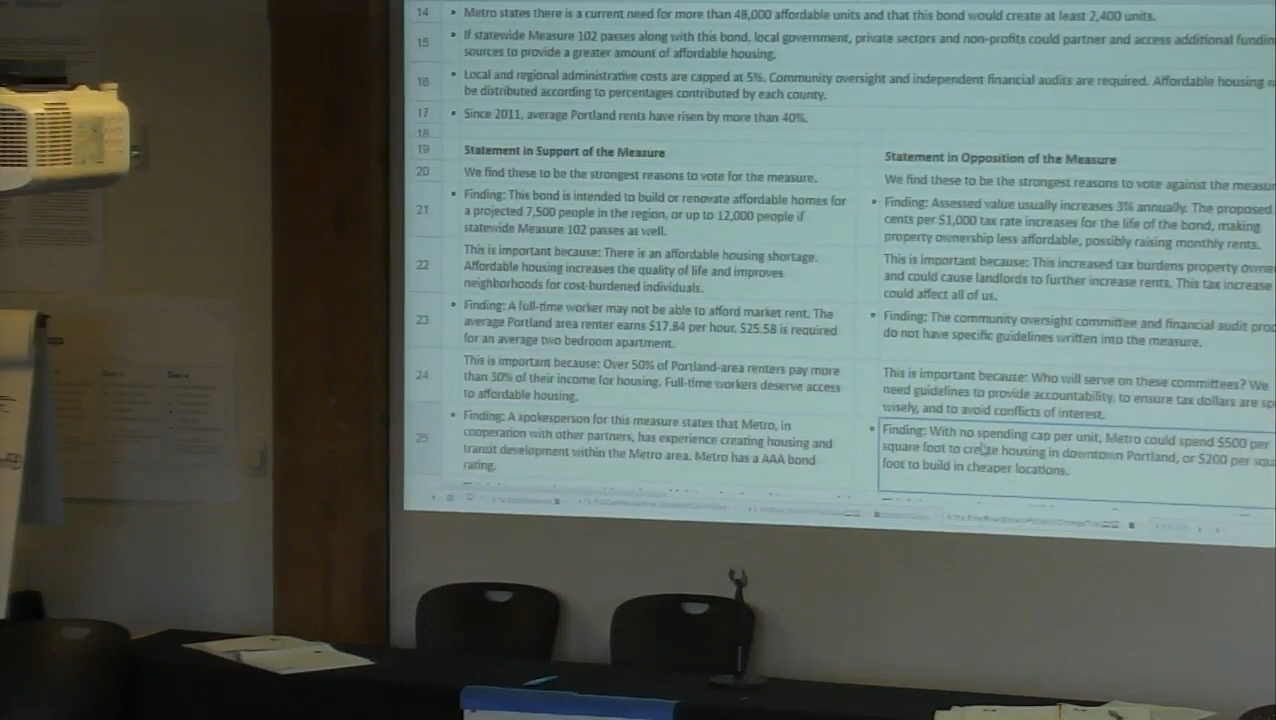 14 • Metro states there is a current need for more than 48,000 affordable units and that this bond would create at least 2,400 units.
15 • If statewide Measure 102 passes along with this bond, local government, private sectors and non-profits could partner and access additional fundin
sources to provide a greater amount of affordable housing.
16 • Local and regional administrative costs are capped at 5%. Community oversight and independent financial audits are required. Affordable housing
be distributed according to percentages contributed by each county.
17 • Since 2011, average Portland rents have risen by more than 40%.
18
19 Statement in Support of the Measure
20 We find these to be the strongest reasons to vote for the measure.
21 • Finding: This bond is intended to build or renovate affordable homes for
a projected 7,500 people in the region, or up to 12,000 people if
statewide Measure 102 passes as well.
22 This is important because: There is an affordable housing shortage.
Affordable housing increases the quality of life and improves
neighborhoods for cost-burdened individuals.
23 • Finding: A full-time worker may not be able to afford market rent. The
average Portland area renter earns $17.84 per hour. $25.58 is required
for an average two bedroom apartment.
24 This is important because: Over 50% of Portland-area renters pay more
than 30% of their income for housing. Full-time workers deserve access
to affordable housing.
25 • Finding: A spokesperson for this measure states that Metro, in
cooperation with other partners, has experience creating housing and
transit development within the Metro area. Metro has a AAA bond
rating.
Statement in Opposition of the Measure
We find these to be the strongest reasons to vote against the measur
• Finding: Assessed value usually increases 3% annually. The proposed
cents per $1,000 tax rate increases for the life of the bond, making
property ownership less affordable, possibly raising monthly rents.
This is important because: This increased tax burdens property owne
and could cause landlords to further increase rents. This tax increase
could affect all of us.
• Finding: The community oversight committee and financial audit proc
do not have specific guidelines written into the measure.
This is important because: Who will serve on these committees? We
need guidelines to provide accountability, to ensure tax dollars are sp
wisely, and to avoid conflicts of interest.
• Finding: With no spending cap per unit, Metro could spend $500 per
square foot to create housing in downtown Portland, or $200 per squ
foot to build in cheaper locations.